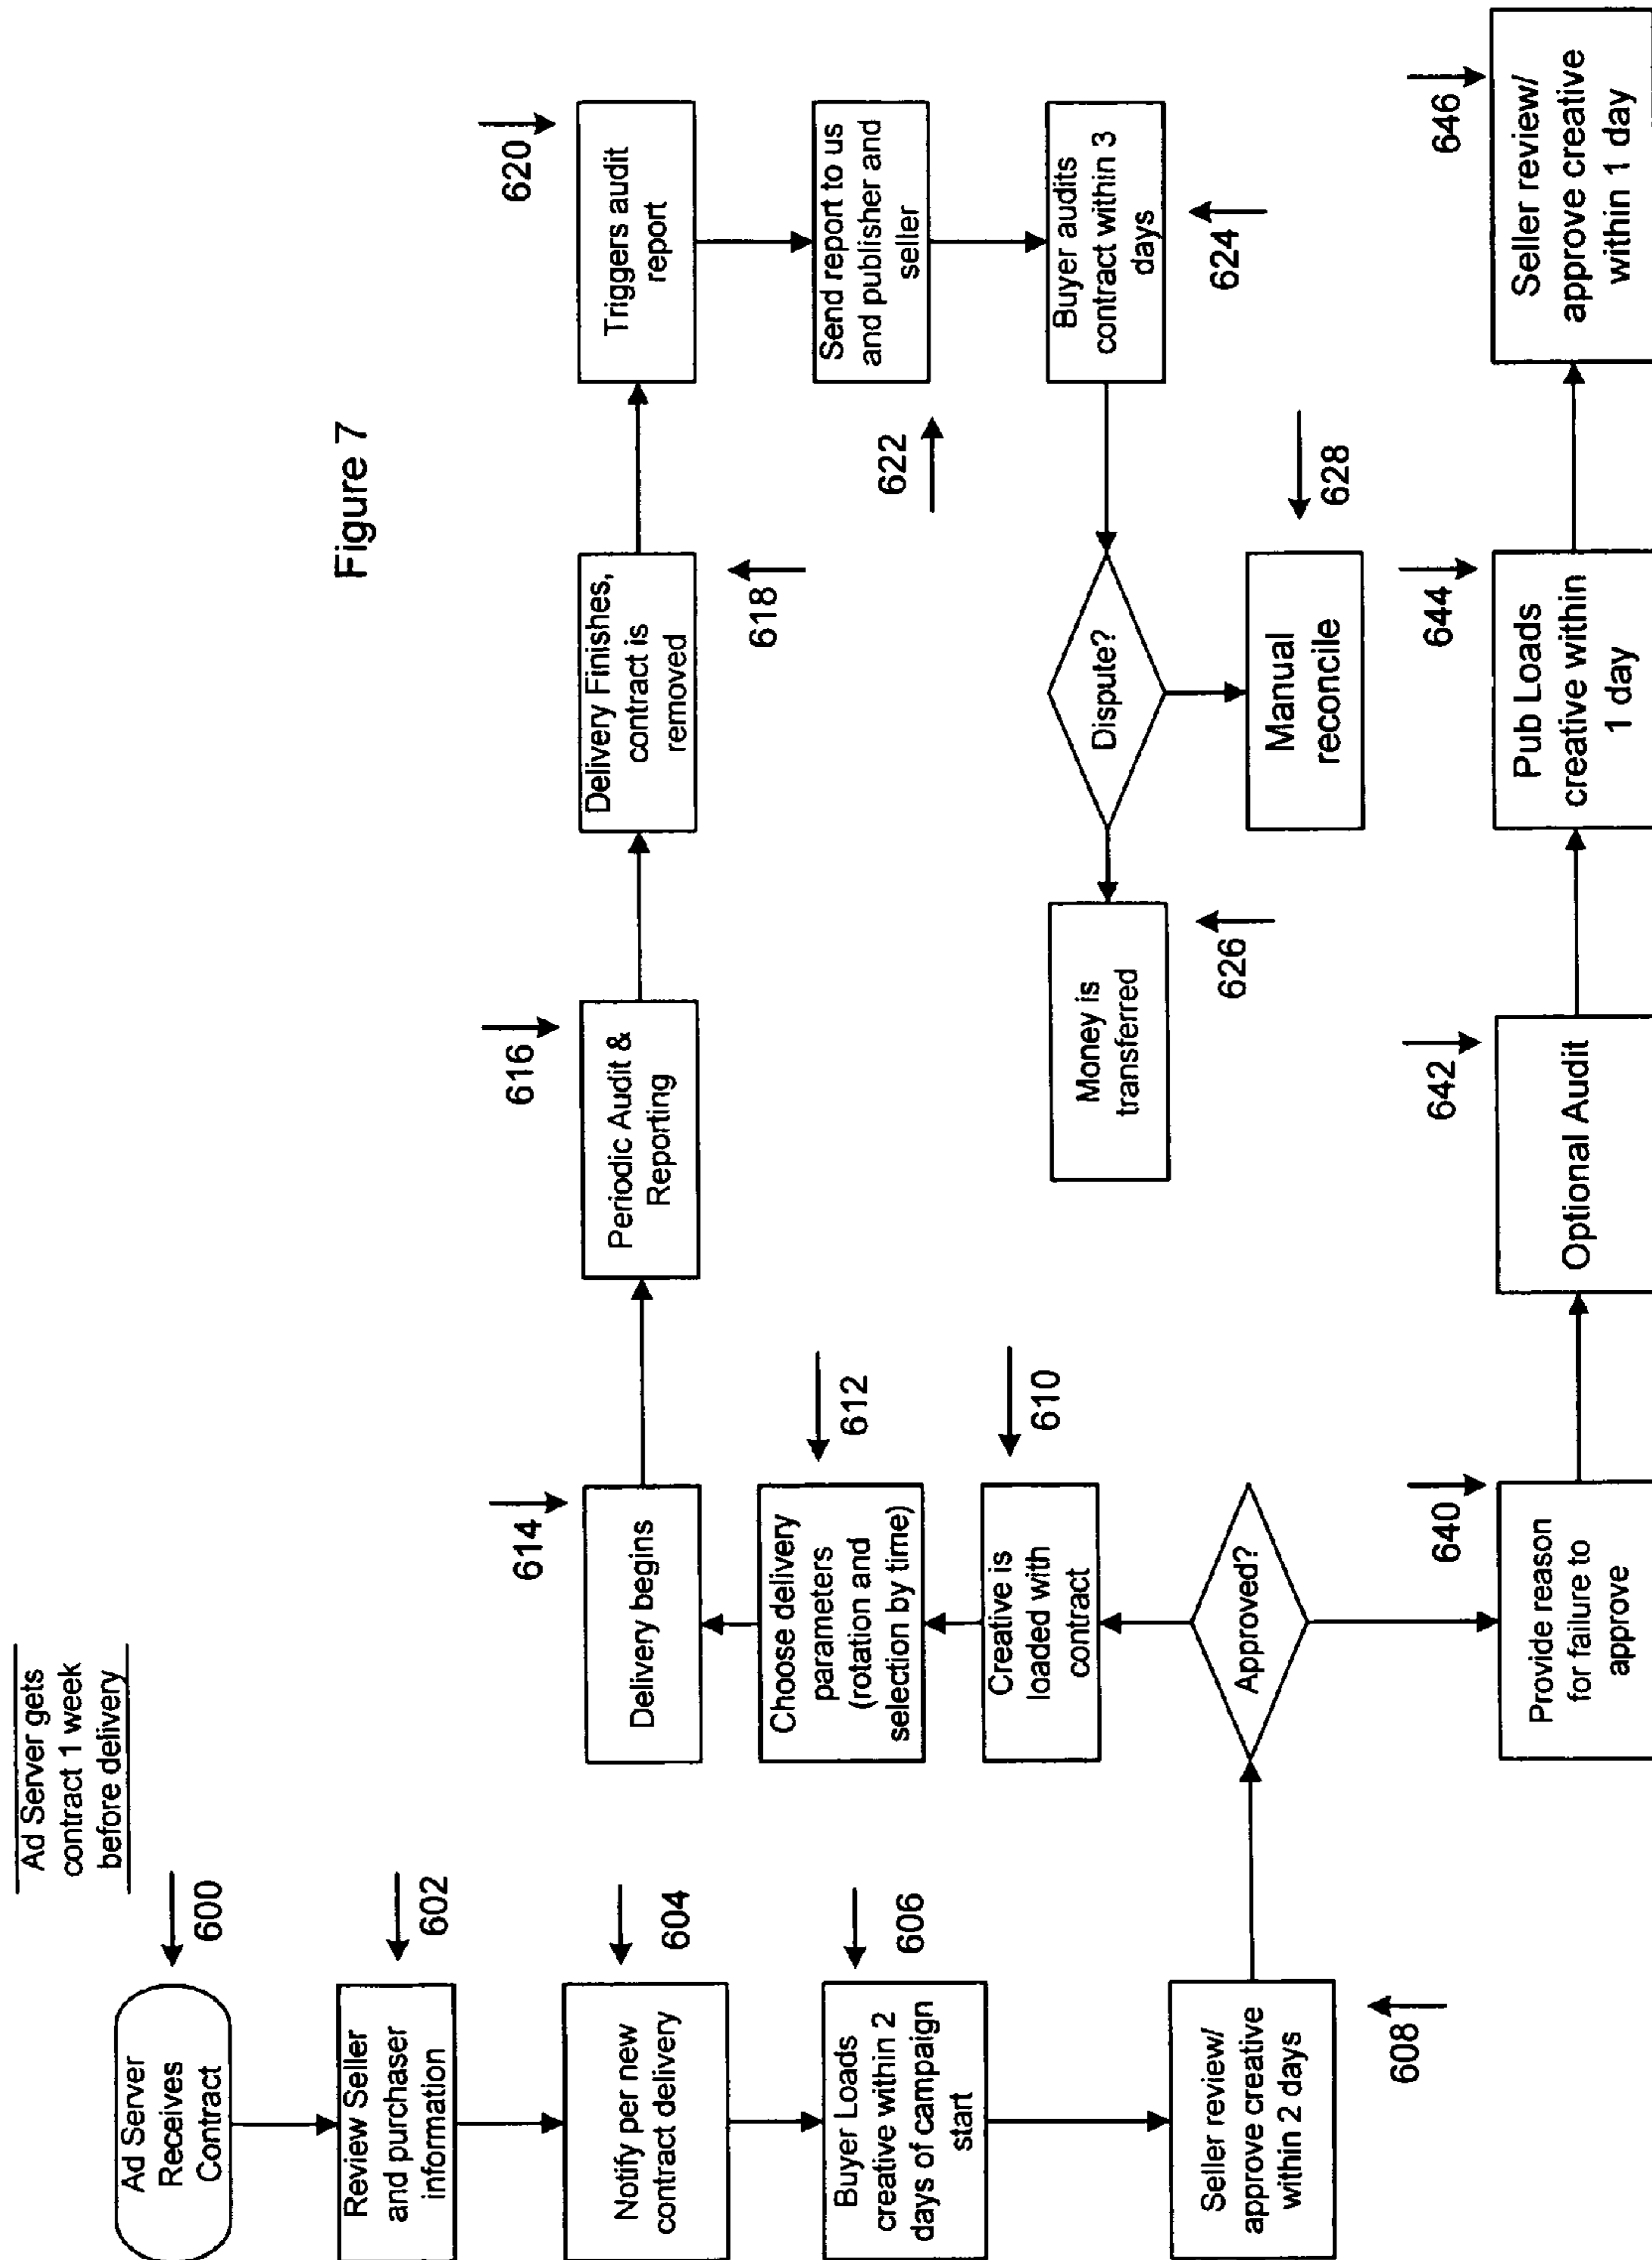 Figure 7
Ad Server gets
contract 1 week
before delivery
Ad Server
Receives
Contract
600
Review Seller
and purchaser
information
602
Notify per new
contract delivery
604
Buyer Loads
creative within 2
days of campaign
start
606
Seller review/
approve creative
within 2 days
608
Approved?
Creative is
loaded with
contract
610
Choose delivery
parameters
(rotation and
selection by time)
612
Delivery begins
614
Periodic Audit &
Reporting
616
Delivery Finishes,
contract is
removed
618
Triggers audit
report
620
Send report to us
and publisher and
seller
622
Buyer audits
contract within 3
days
624
Dispute?
Money is
transferred
626
Manual
reconcile
628
Provide reason
for failure to
approve
640
Optional Audit
642
Pub Loads
creative within
1 day
644
Seller review/
approve creative
within 1 day
646